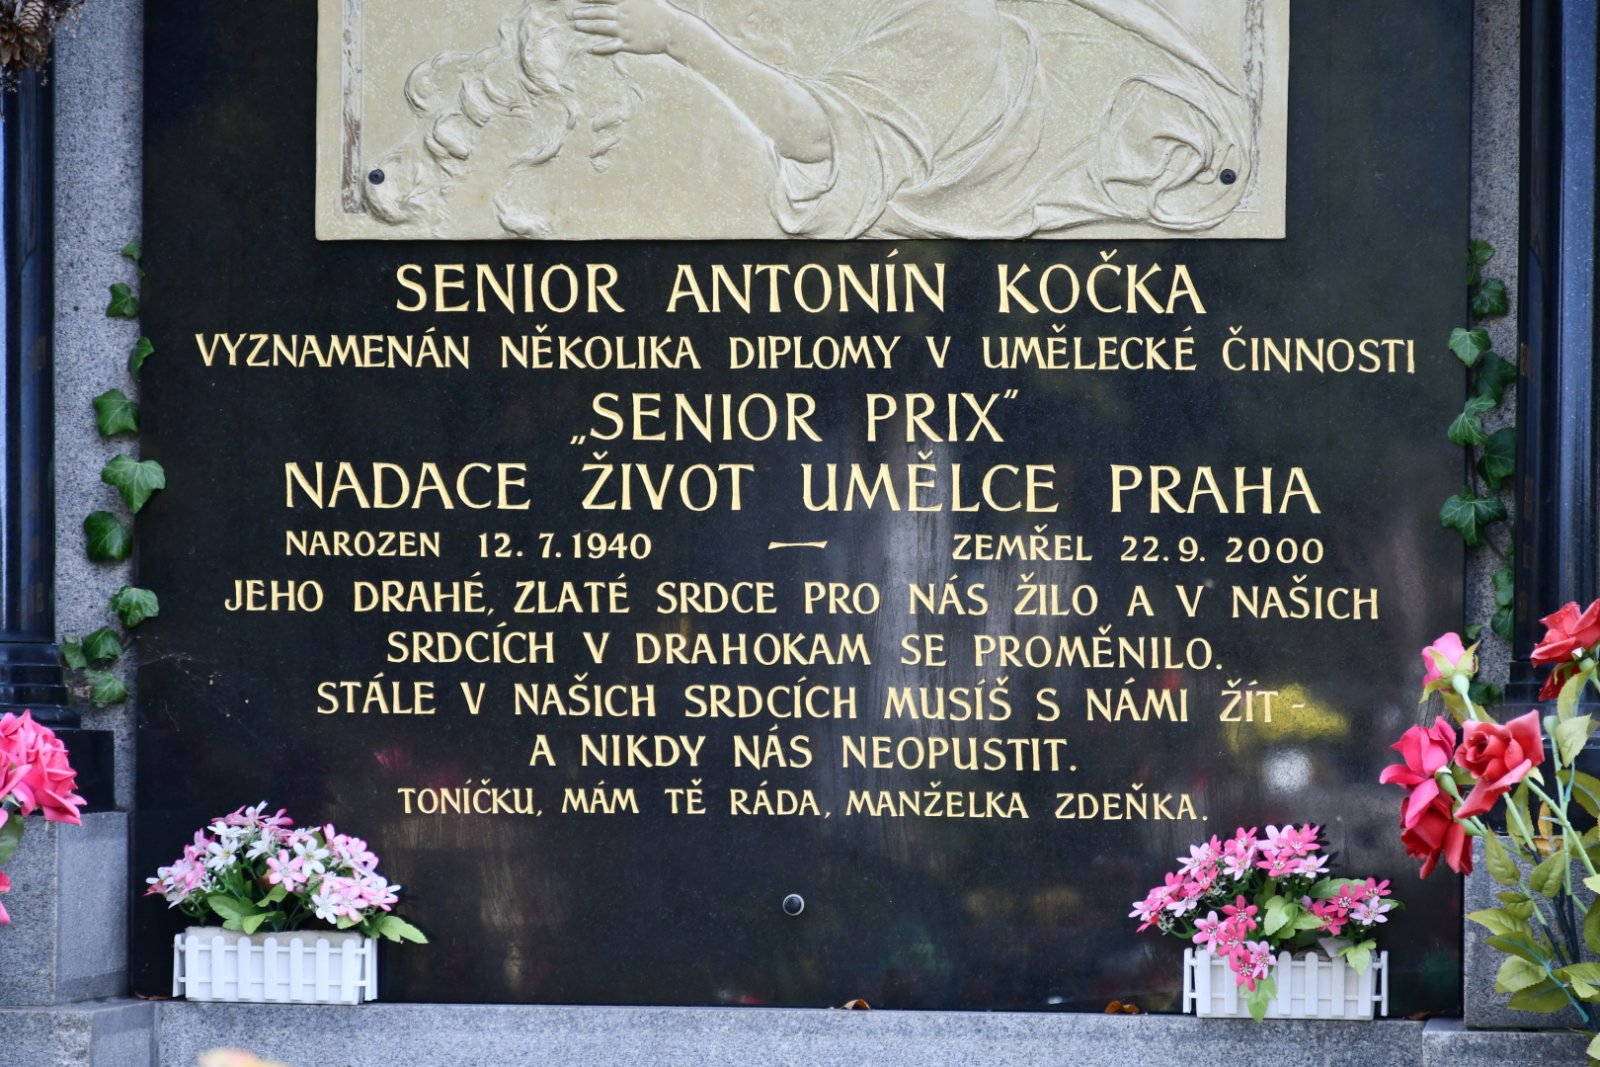 SENIOR ANTONÍN KOČKA
VYZNAMENÁN NĚKOLIKA DIPLOMY V UMĚLECKÉ ČINNOSTI
„SENIOR PRIX”
NADACE ŽIVOT UMĚLCE PRAHA
NAROZEN 12. 7. 1940 — ZEMŘEL 22. 9. 2000
JEHO DRAHÉ, ZLATÉ SRDCE PRO NÁS ŽILO A V NAŠICH
SRDCÍCH V DRAHOKAM SE PROMĚNILO.
STÁLE V NAŠICH SRDCÍCH MUSÍŠ S NÁMI ŽÍT -
A NIKDY NÁS NEOPUSTIT.
TONÍČKU, MÁM TĚ RÁDA, MANŽELKA ZDEŇKA.